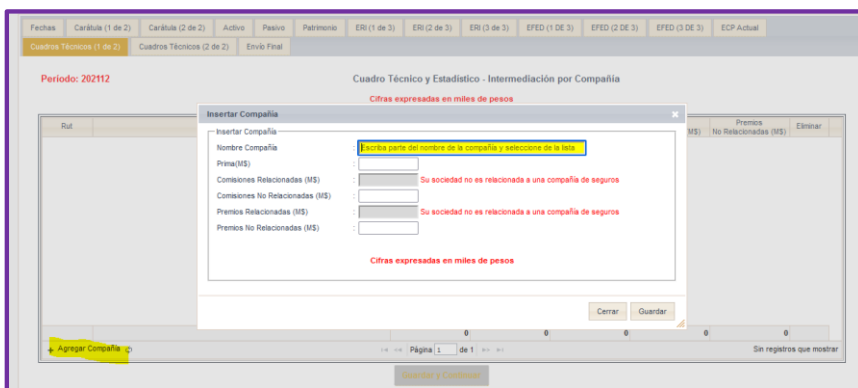 Fechas Carátula (1 de 2) Carátula (2 de 2) Activo Pasivo Patrimonio ERI (1 de 3) ERI (2 de 3) ERI (3 de 3) EFED (1 DE 3) EFED (2 DE 3) EFED (3 DE 3) ECP Actual
Cuadros Técnicos (1 de 2) Cuadros Técnicos (2 de 2) Envío Final
Período: 202112 Cuadro Técnico y Estadístico - Intermediación por Compañía
Cifras expresadas en miles de pesos
Insertar Compañía
Rut M$) Premios No Relacionadas (M$) Eliminar
Insertar Compañía
Nombre Compañía : Escriba parte del nombre de la compañía y seleccione de la lista
Prima(M$) :
Comisiones Relacionadas (M$) : Su sociedad no es relacionada a una compañía de seguros
Comisiones No Relacionadas (M$) :
Premios Relacionadas (M$) : Su sociedad no es relacionada a una compañía de seguros
Premios No Relacionadas (M$) :
Cifras expresadas en miles de pesos
Cerrar Guardar
0 0 0 0 0
+ Agregar Compañía Página 1 de 1 Sin registros que mostrar
Guardar y Continuar